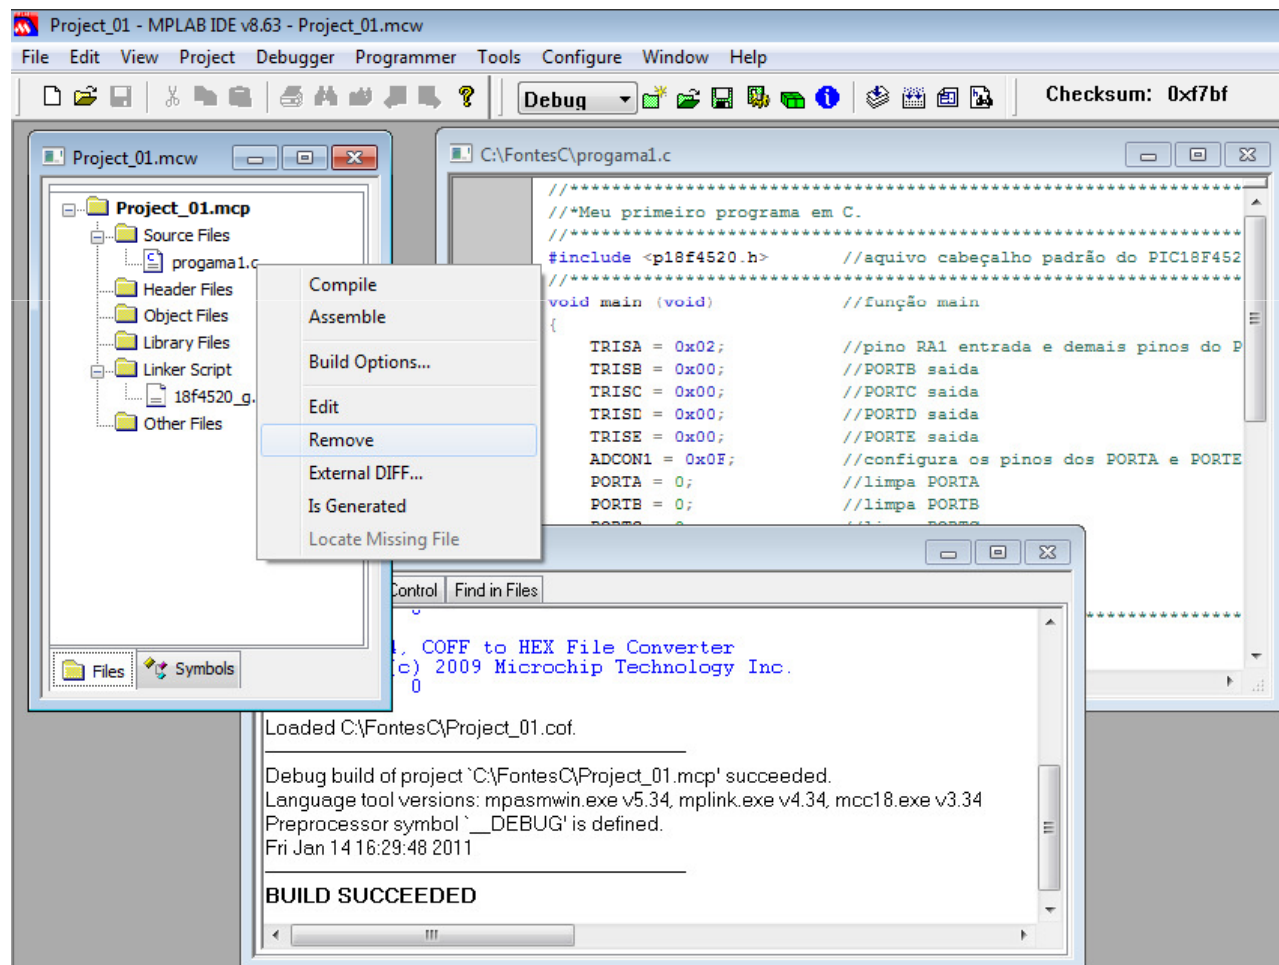 Project_01 - MPLAB IDE v8.63 - Project_01.mcw
File Edit View Project Debugger Programmer Tools Configure Window Help
Debug
Checksum: 0xf7bf
Project_01.mcw
Project_01.mcp
Source Files
progama1.c
Header Files
Object Files
Library Files
Linker Script
18f4520_g.
Other Files
Files
Symbols
Compile
Assemble
Build Options...
Edit
Remove
External DIFF...
Is Generated
Locate Missing File
C:\FontesC\progama1.c
//*Meu primeiro programa em C.
#include <p18f4520.h> //aquivo cabeçalho padrão do PIC18F452
void main (void) //função main
{
TRISA = 0x02; //pino RA1 entrada e demais pinos do P
TRISB = 0x00; //PORTB saida
TRISC = 0x00; //PORTC saida
TRISD = 0x00; //PORTD saida
TRISE = 0x00; //PORTE saida
ADCON1 = 0x0F; //configura os pinos dos PORTA e PORTE
PORTA = 0; //limpa PORTA
PORTB = 0; //limpa PORTB
Control
Find in Files
, COFF to HEX File Converter
(c) 2009 Microchip Technology Inc.
0
Loaded C:\FontesC\Project_01.cof.
Debug build of project `C:\FontesC\Project_01.mcp' succeeded.
Language tool versions: mpasmwin.exe v5.34, mplink.exe v4.34, mcc18.exe v3.34
Preprocessor symbol `__DEBUG' is defined.
Fri Jan 14 16:29:48 2011
BUILD SUCCEEDED